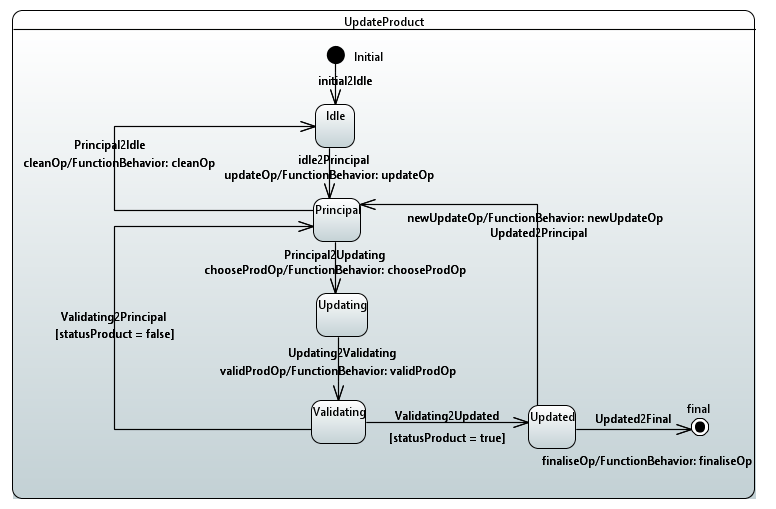 UpdateProduct
Initial
initial2Idle
Idle
Principal2Idle
cleanOp/FunctionBehavior: cleanOp
idle2Principal
updateOp/FunctionBehavior: updateOp
Principal
newUpdateOp/FunctionBehavior: newUpdateOp
Updated2Principal
Principal2Updating
chooseProdOp/FunctionBehavior: chooseProdOp
Updating
Validating2Principal
[statusProduct = false]
Updating2Validating
validProdOp/FunctionBehavior: validProdOp
Validating
Validating2Updated
[statusProduct = true]
Updated
Updated2Final
final
finaliseOp/FunctionBehavior: finaliseOp